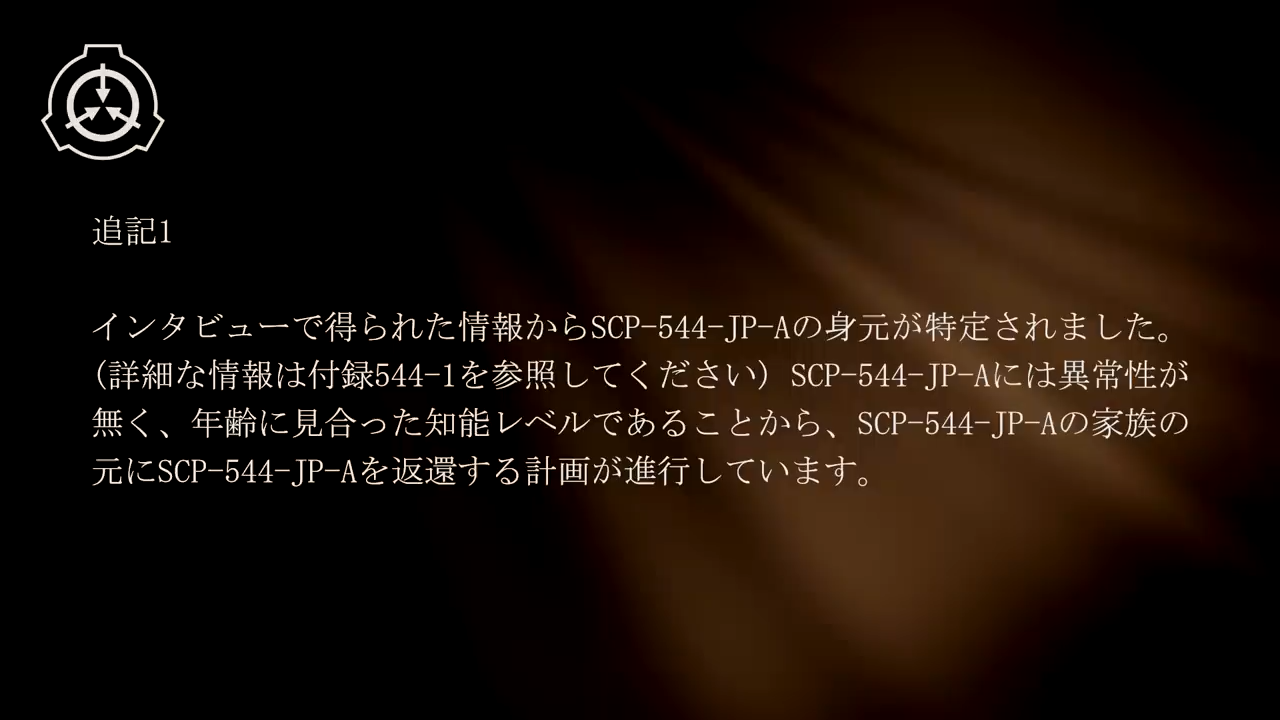 追記1
インタビューで得られた情報からSCP-544-JP-Aの身元が特定されました。
(詳細な情報は付録544-1を参照してください) SCP-544-JP-Aには異常性が
無く、年齢に見合った知能レベルであることから、SCP-544-JP-Aの家族の
元にSCP-544-JP-Aを返還する計画が進行しています。